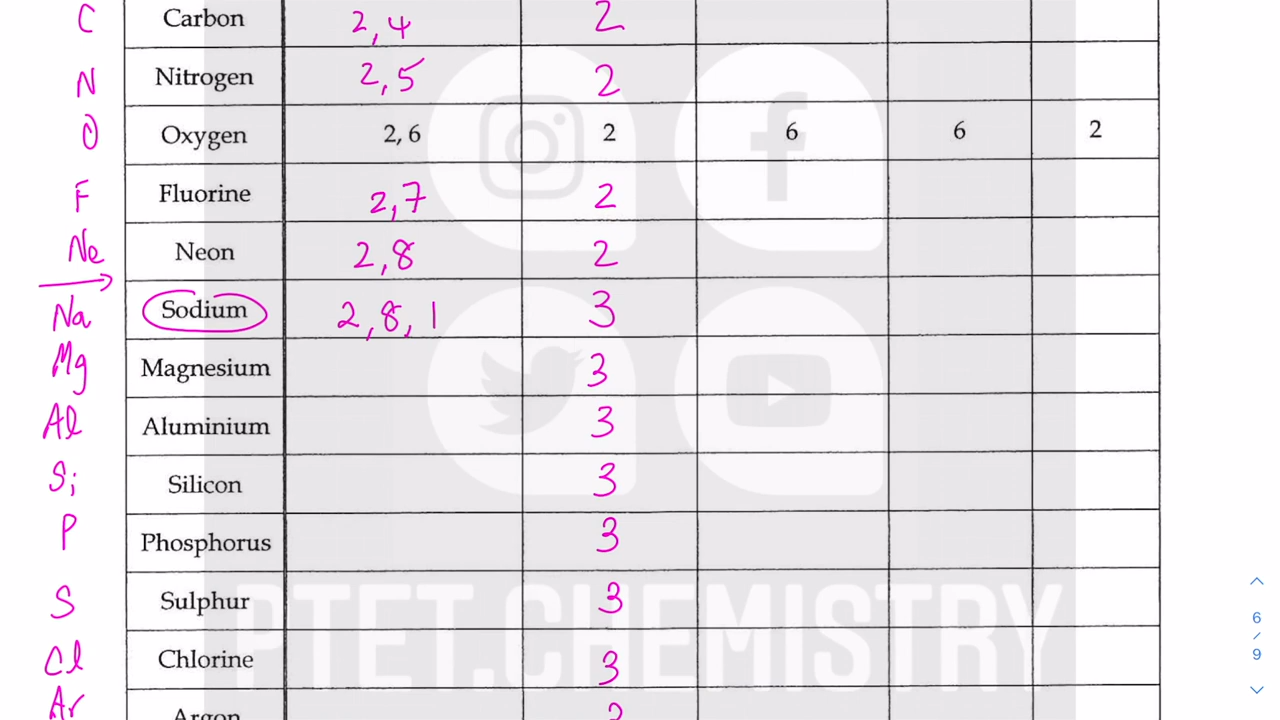 C Carbon 2,4 2
N Nitrogen 2,5 2
O Oxygen 2, 6 2 6 6 2
F Fluorine 2,7 2
Ne Neon 2,8 2
Na Sodium 2,8,1 3
Mg Magnesium 3
Al Aluminium 3
Si Silicon 3
P Phosphorus 3
S Sulphur 3
PTET.CHEMISTRY
6
/
9
Cl Chlorine 3
Ar Argon 3